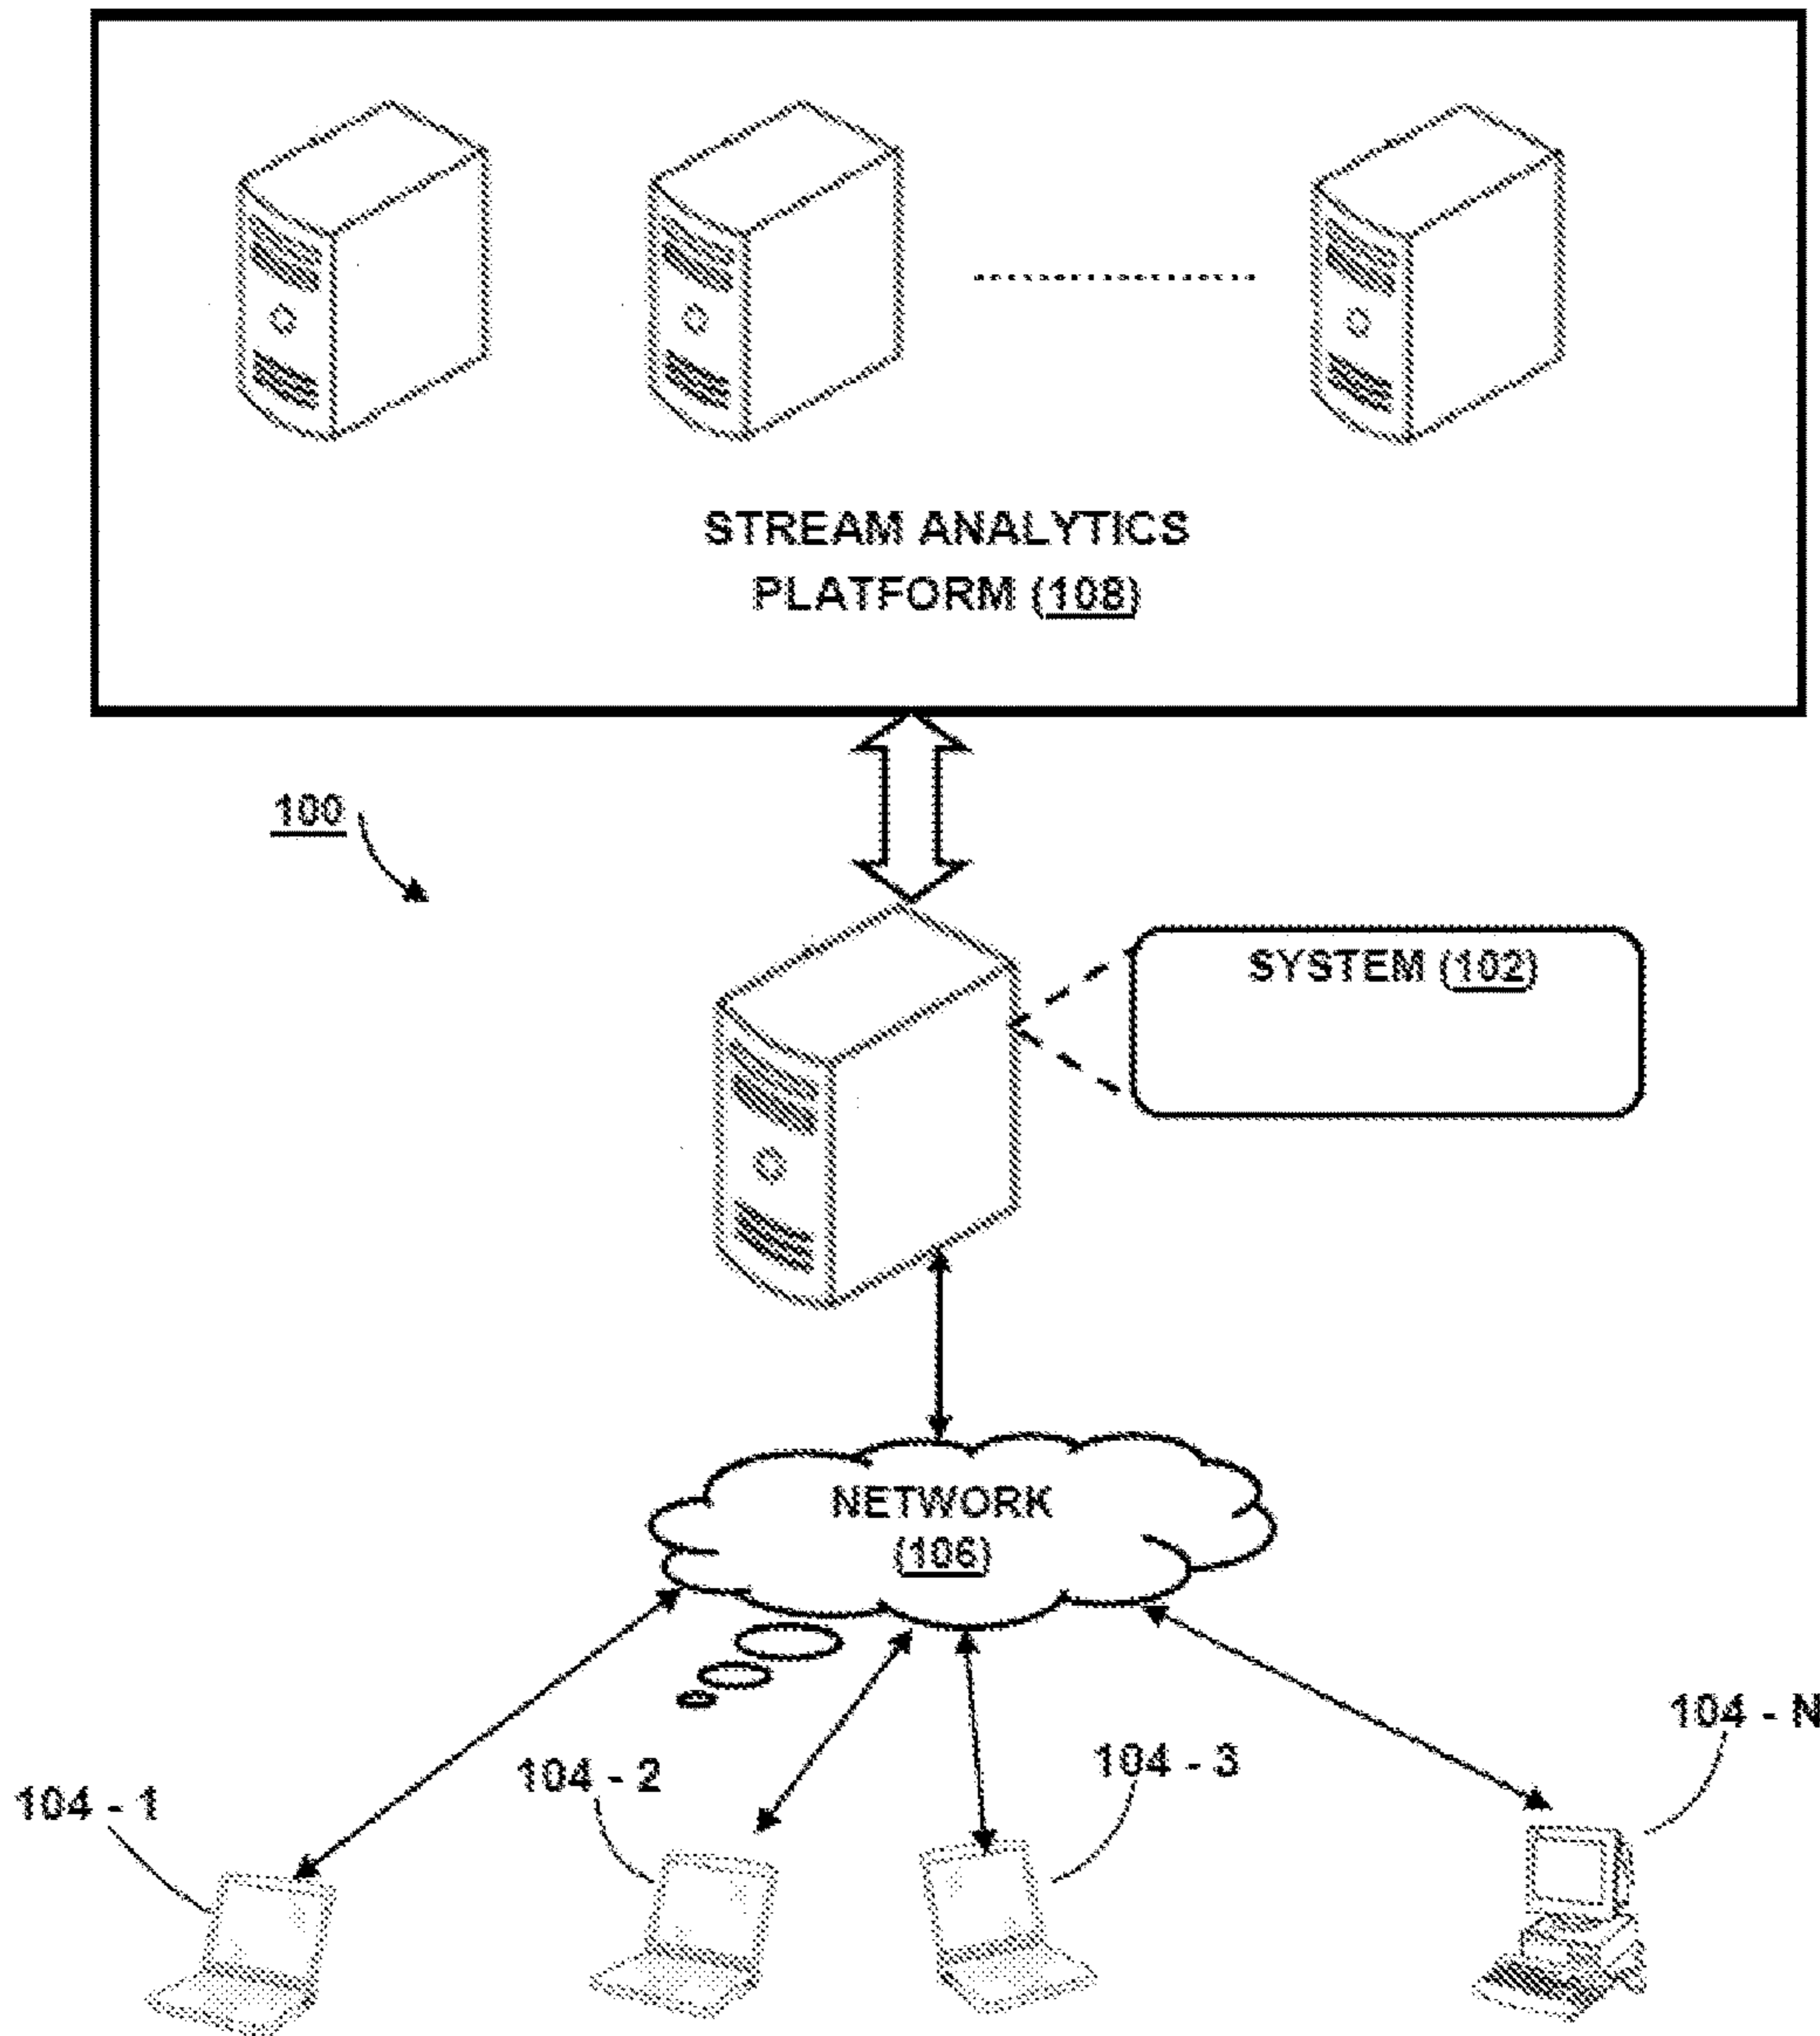 STREAM ANALYTICS
PLATFORM (108)
100
SYSTEM (102)
NETWORK
(106)
104 - N
104 - 3
104 - 2
104 - 1